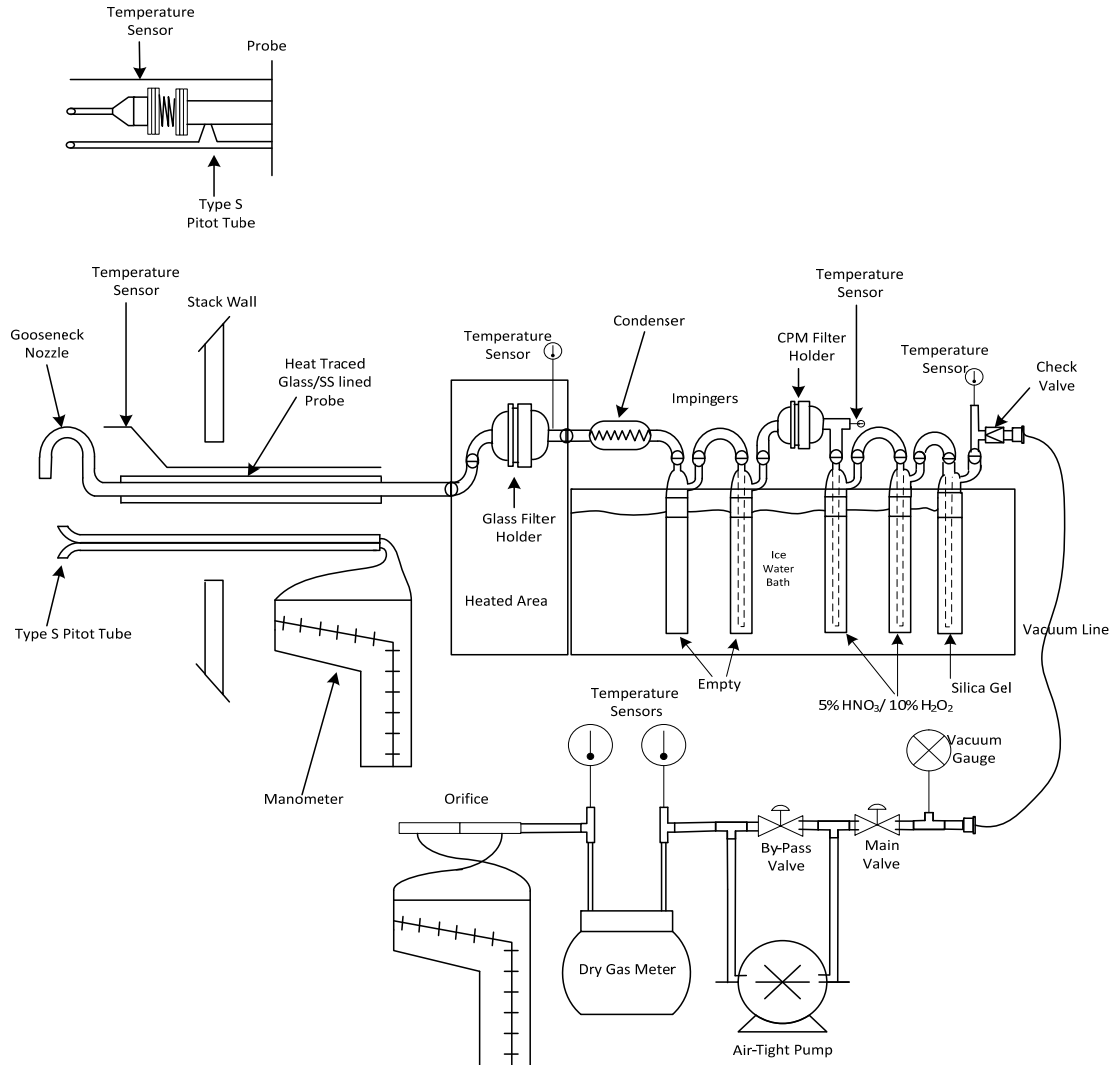 Temperature
Sensor
Probe
Type S
Pitot Tube
Temperature
Sensor
Stack Wall
Gooseneck
Nozzle
Heat Traced
Glass/SS lined
Probe
Temperature
Sensor
Condenser
Impingers
Temperature
Sensor
CPM Filter
Holder
Temperature
Sensor
Check
Valve
Glass Filter
Holder
Ice
Water
Bath
Heated Area
Type S Pitot Tube
Vacuum Line
Empty
Silica Gel
5% HNO₃/ 10% H₂O₂
Temperature
Sensors
Vacuum
Gauge
Manometer
Orifice
By-Pass
Valve
Main
Valve
Dry Gas Meter
Air-Tight Pump